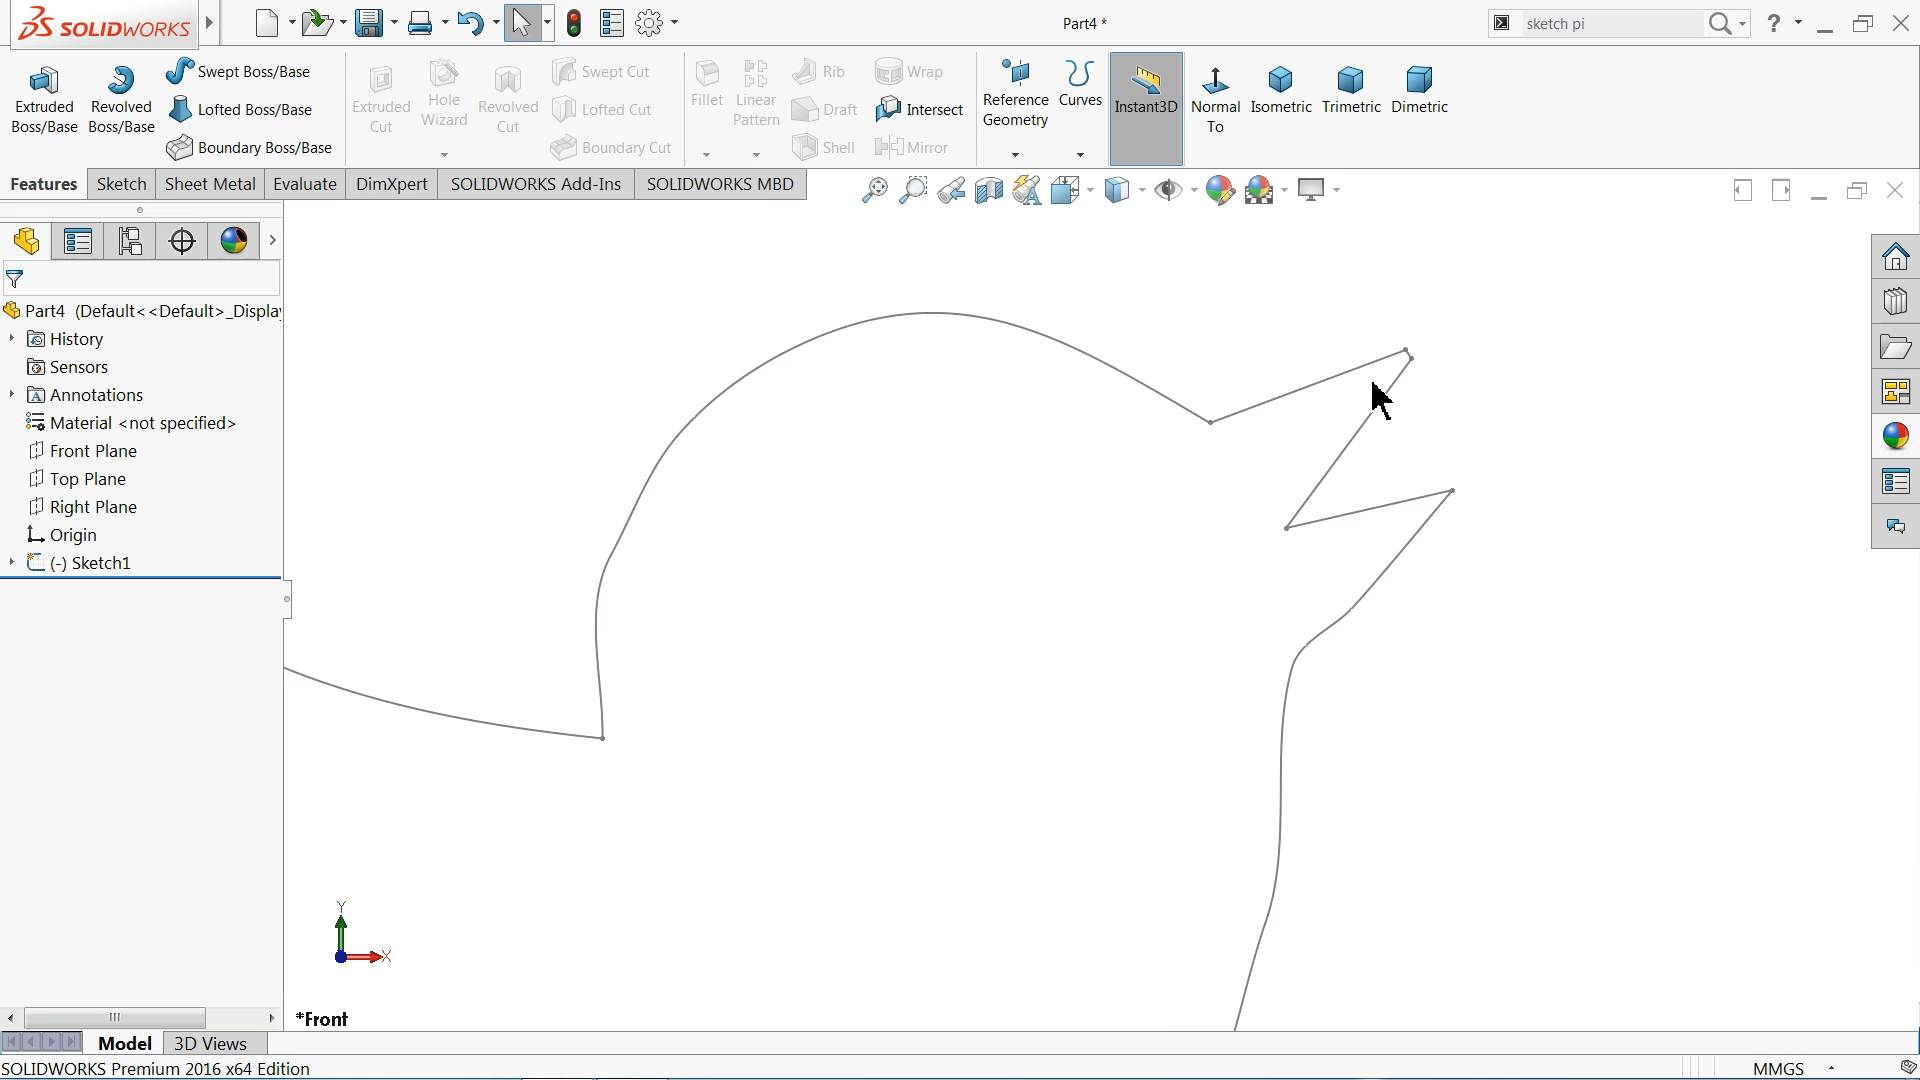 SOLIDWORKS
Part4 *
sketch pi
?
Extruded
Boss/Base
Revolved
Boss/Base
Swept Boss/Base
Lofted Boss/Base
Boundary Boss/Base
Extruded
Cut
Hole
Wizard
Revolved
Cut
Swept Cut
Lofted Cut
Boundary Cut
Fillet
Linear
Pattern
Rib
Draft
Shell
Wrap
Intersect
Mirror
Reference
Geometry
Curves
Instant3D
Normal
To
Isometric
Trimetric
Dimetric
Features
Sketch
Sheet Metal
Evaluate
DimXpert
SOLIDWORKS Add-Ins
SOLIDWORKS MBD
Part4 (Default<<Default>_Displa
History
Sensors
Annotations
Material <not specified>
Front Plane
Top Plane
Right Plane
Origin
(-) Sketch1
Y
X
*Front
Model
3D Views
SOLIDWORKS Premium 2016 x64 Edition
MMGS